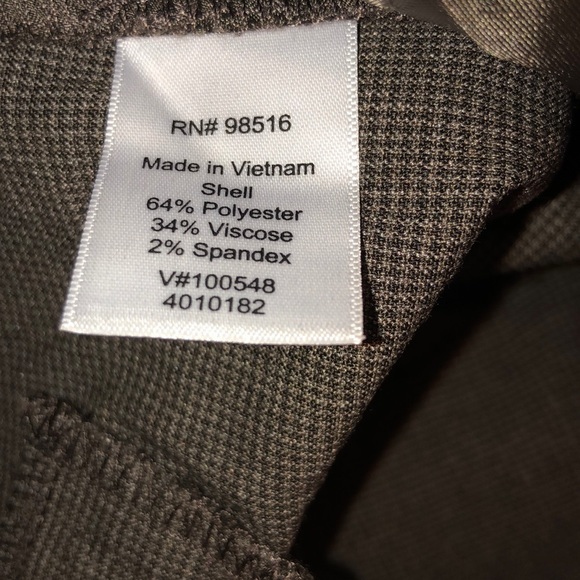 RN# 98516
Made in Vietnam
Shell
64% Polyester
34% Viscose
2% Spandex
V#100548
4010182